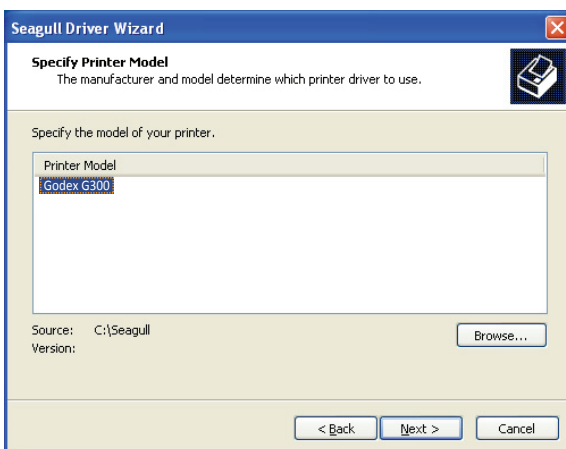 Seagull Driver Wizard
Specify Printer Model
The manufacturer and model determine which printer driver to use.
Specify the model of your printer.
Printer Model
Godex G300
Source: C:\Seagull
Browse...
Version:
< Back Next > Cancel